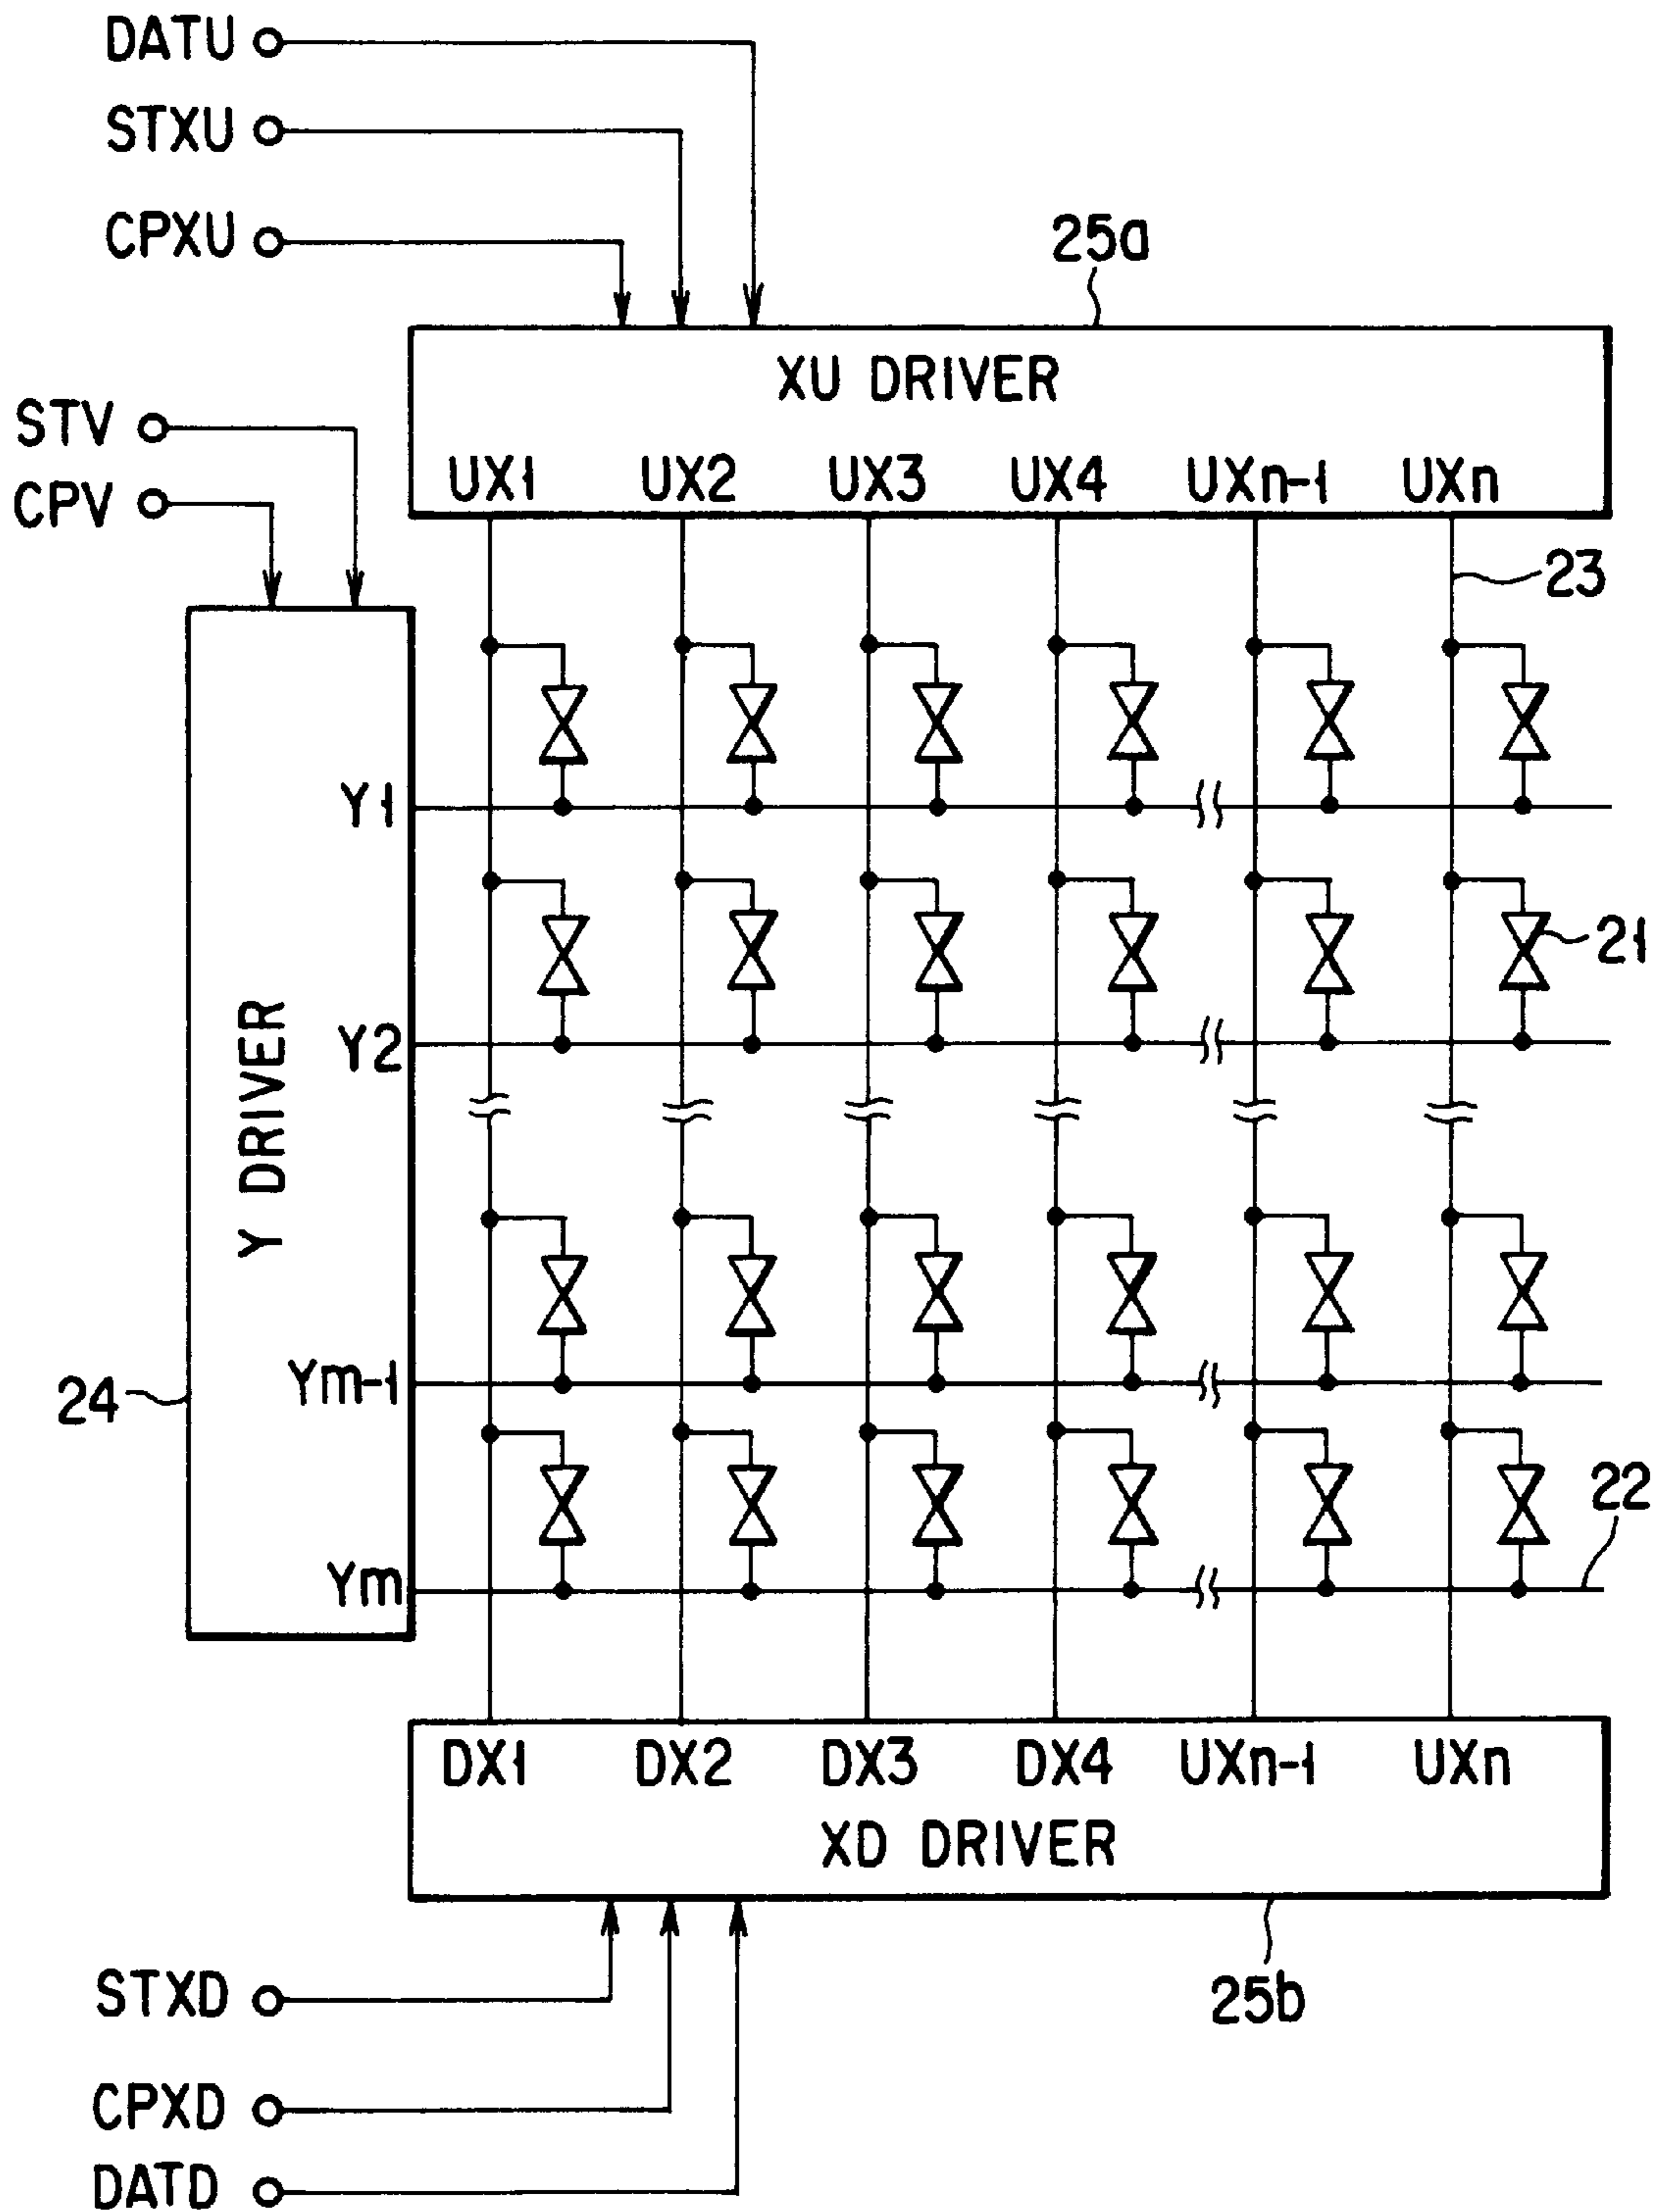 DATU
STXU
CPXU
25a
XU DRIVER
STV
CPV
UX1 UX2 UX3 UX4 UXn-1 UXn
23
Y1
21
Y2
Y DRIVER
Ym-1
24
22
Ym
DX1 DX2 DX3 DX4 UXn-1 UXn
XD DRIVER
STXD
25b
CPXD
DATD